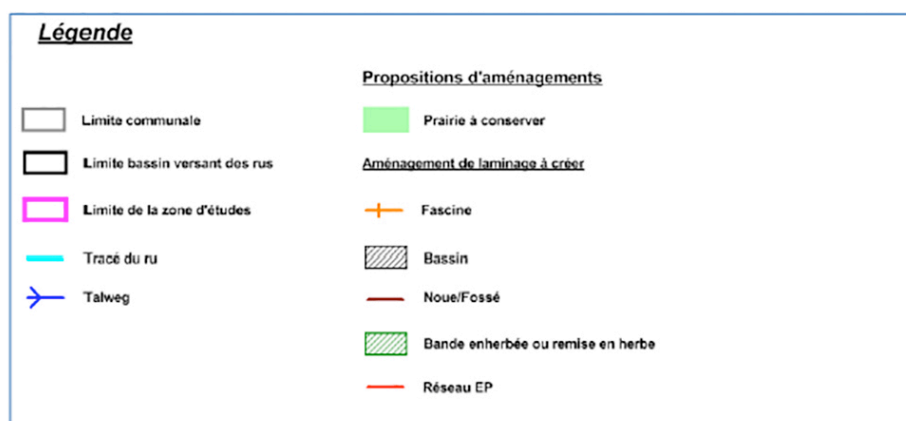 Légende
Limite communale
Limite bassin versant des rus
Limite de la zone d'études
Tracé du ru
Talweg
Propositions d'aménagements
Prairie à conserver
Aménagement de laminage à créer
Fascine
Bassin
Noue/Fossé
Bande enherbée ou remise en herbe
Réseau EP